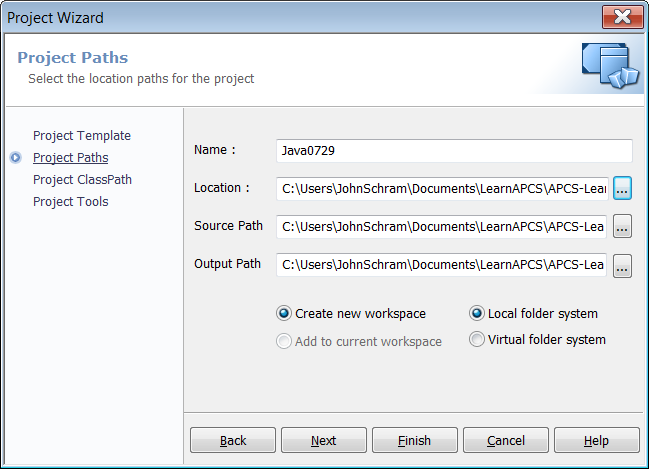 Project Wizard
Project Paths
Select the location paths for the project
Project Template
Project Paths
Project ClassPath
Project Tools
Name :
Java0729
Location :
C:\Users\JohnSchram\Documents\LearnAPCS\APCS-Lear
...
Source Path
C:\Users\JohnSchram\Documents\LearnAPCS\APCS-Lea
...
Output Path
C:\Users\JohnSchram\Documents\LearnAPCS\APCS-Lea
...
Create new workspace
Local folder system
Add to current workspace
Virtual folder system
Back
Next
Finish
Cancel
Help